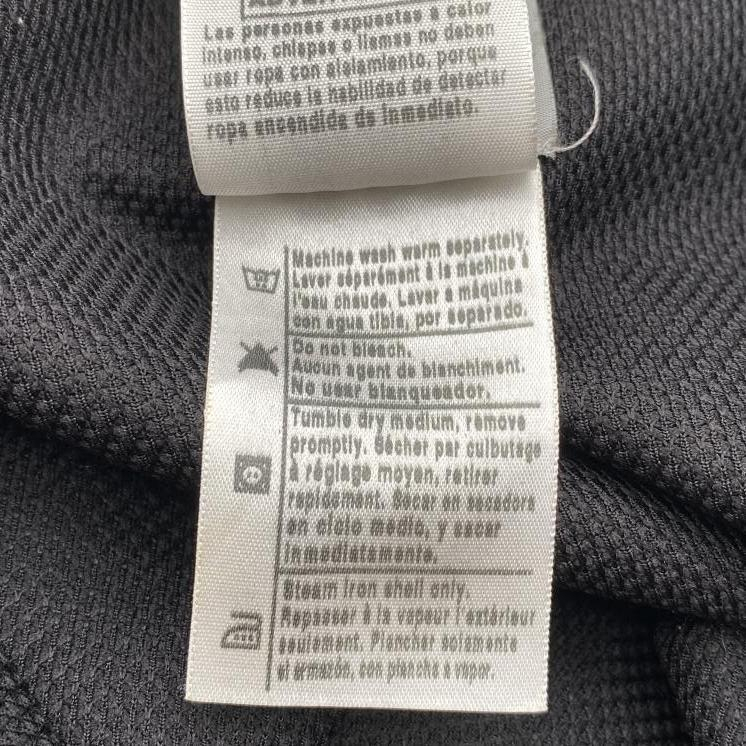 Las personas expuestas a calor
intenso, chispas o llamas no deben
usar ropa con aislamiento, porque
esto reduce la habilidad de detectar
ropa encendida de inmediato.
Machine wash warm separately.
Laver séparément à la machine à
l'eau chaude. Lavar a máquina
con agua tibia, por separado.
Do not bleach.
Aucun agent de blanchiment.
No usar blanqueador.
Tumble dry medium, remove
promptly. Sécher par culbutage
à réglage moyen, retirer
rapidement. Secar en secadora
en ciclo medio, y sacar
inmediatamente.
Steam iron shell only.
Repasser à la vapeur l'extérieur
seulement. Planchar solamente
el armazón, con plancha a vapor.